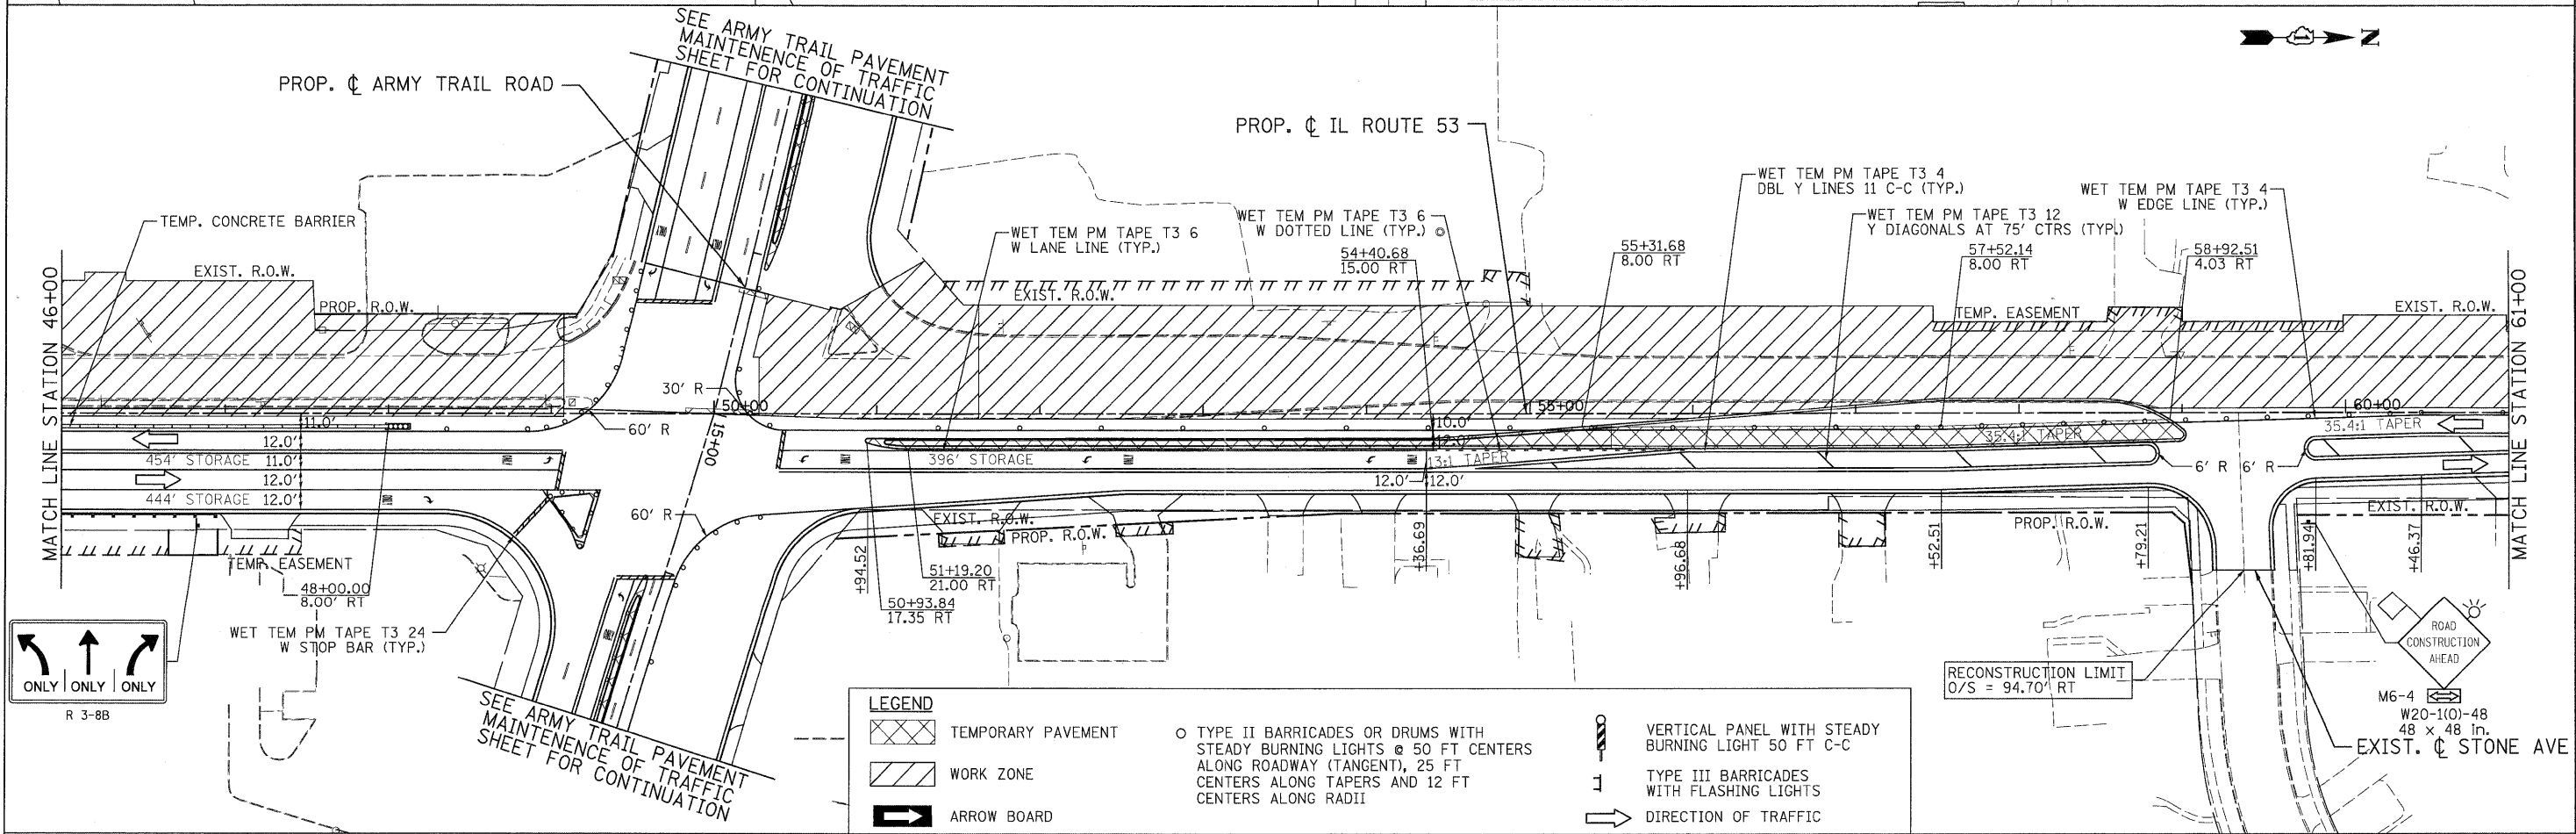 SEE ARMY TRAIL PAVEMENT
MAINTENENCE OF TRAFFIC
SHEET FOR CONTINUATION
N
PROP. ℄ ARMY TRAIL ROAD
PROP. ℄ IL ROUTE 53
TEMP. CONCRETE BARRIER
WET TEM PM TAPE T3 6
W LANE LINE (TYP.)
WET TEM PM TAPE T3 6
W DOTTED LINE (TYP.)
54+40.68
15.00 RT
55+31.68
8.00 RT
WET TEM PM TAPE T3 4
DBL Y LINES 11 C-C (TYP.)
WET TEM PM TAPE T3 12
Y DIAGONALS AT 75' CTRS (TYP.)
57+52.14
8.00 RT
WET TEM PM TAPE T3 4
W EDGE LINE (TYP.)
58+92.51
4.03 RT
MATCH LINE STATION 46+00
EXIST. R.O.W.
PROP. R.O.W.
EXIST. R.O.W.
TEMP. EASEMENT
EXIST. R.O.W.
MATCH LINE STATION 61+00
30' R
60' R
50+00
15+00
55+00
60+00
11.0'
12.0'
454' STORAGE 11.0'
12.0'
444' STORAGE 12.0'
10.0'
12.0'
396' STORAGE
13:1 TAPER
12.0'
12.0'
35.4:1 TAPER
35.4:1 TAPER
6' R
6' R
60' R
EXIST. R.O.W.
PROP. R.O.W.
PROP. R.O.W.
EXIST. R.O.W.
+94.52
+36.69
+96.68
+52.51
+79.21
+81.94
+46.37
TEMP. EASEMENT
48+00.00
8.00' RT
51+19.20
21.00 RT
50+93.84
17.35 RT
WET TEM PM TAPE T3 24
W STOP BAR (TYP.)
ONLY ONLY ONLY
R 3-8B
SEE ARMY TRAIL PAVEMENT
MAINTENENCE OF TRAFFIC
SHEET FOR CONTINUATION
RECONSTRUCTION LIMIT
O/S = 94.70' RT
ROAD
CONSTRUCTION
AHEAD
M6-4
W20-1(O)-48
48 x 48 in.
EXIST. ℄ STONE AVE
LEGEND
TEMPORARY PAVEMENT
WORK ZONE
ARROW BOARD
TYPE II BARRICADES OR DRUMS WITH
STEADY BURNING LIGHTS @ 50 FT CENTERS
ALONG ROADWAY (TANGENT), 25 FT
CENTERS ALONG TAPERS AND 12 FT
CENTERS ALONG RADII
VERTICAL PANEL WITH STEADY
BURNING LIGHT 50 FT C-C
TYPE III BARRICADES
WITH FLASHING LIGHTS
DIRECTION OF TRAFFIC